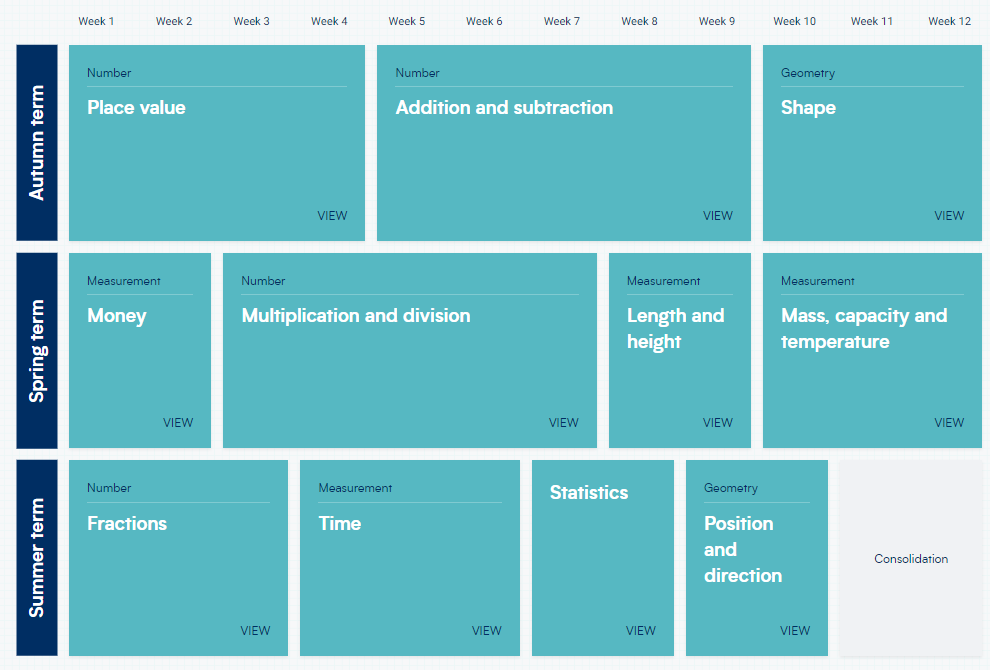 Week 1 Week 2 Week 3 Week 4 Week 5 Week 6 Week 7 Week 8 Week 9 Week 10 Week 11 Week 12
Autumn term
Number
Place value
VIEW
Number
Addition and subtraction
VIEW
Geometry
Shape
VIEW
Spring term
Measurement
Money
VIEW
Number
Multiplication and division
VIEW
Measurement
Length and
height
VIEW
Measurement
Mass, capacity and
temperature
VIEW
Summer term
Number
Fractions
VIEW
Measurement
Time
VIEW
Statistics
VIEW
Geometry
Position
and
direction
VIEW
Consolidation